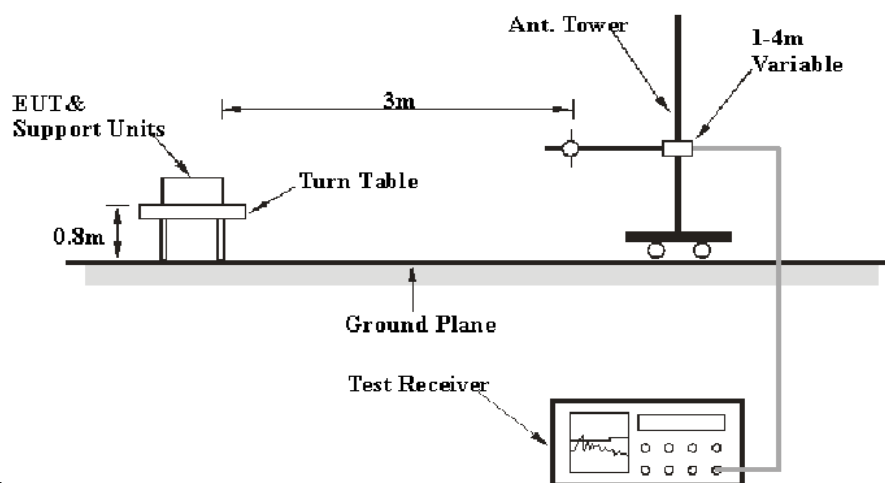 Ant. Tower
1-4m
Variable
EUT&
Support Units
3m
Turn Table
0.8m
Ground Plane
Test Receiver